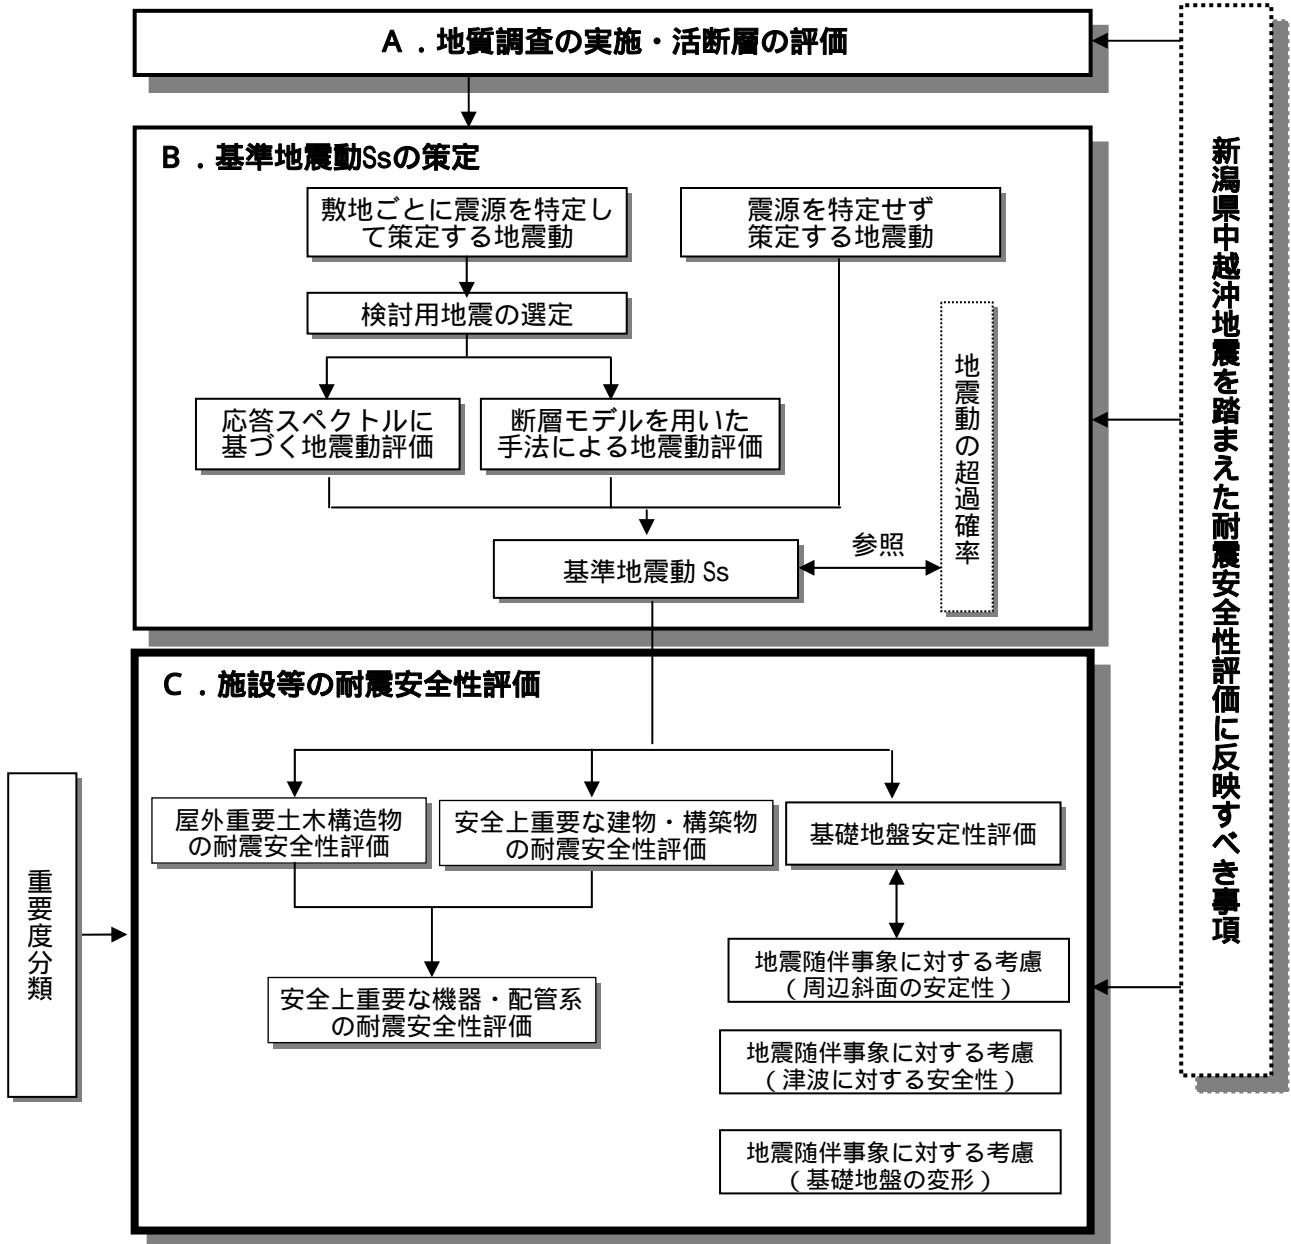 Ａ．地質調査の実施・活断層の評価
Ｂ．基準地震動Ssの策定
敷地ごとに震源を特定し
て策定する地震動
震源を特定せず
策定する地震動
検討用地震の選定
応答スペクトルに
基づく地震動評価
断層モデルを用いた
手法による地震動評価
地震動の超過確率
参照
基準地震動 Ss
Ｃ．施設等の耐震安全性評価
屋外重要土木構造物
の耐震安全性評価
安全上重要な建物・構築物
の耐震安全性評価
基礎地盤安定性評価
安全上重要な機器・配管系
の耐震安全性評価
地震随伴事象に対する考慮
（周辺斜面の安定性）
地震随伴事象に対する考慮
（津波に対する安全性）
地震随伴事象に対する考慮
（基礎地盤の変形）
重要度分類
新潟県中越沖地震を踏まえた耐震安全性評価に反映すべき事項